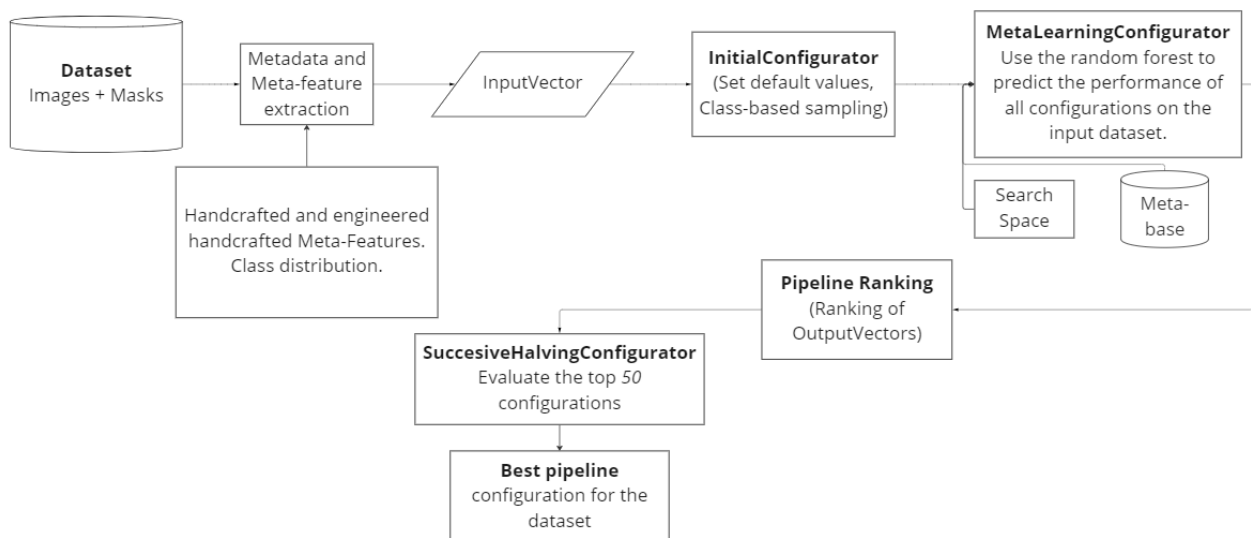 Dataset
Images + Masks
Metadata and
Meta-feature
extraction
InputVector
InitialConfigurator
(Set default values,
Class-based sampling)
MetaLearningConfigurator
Use the random forest to
predict the performance of
all configurations on the
input dataset.
Handcrafted and engineered
handcrafted Meta-Features.
Class distribution.
Search
Space
Meta-
base
Pipeline Ranking
(Ranking of
OutputVectors)
SuccesiveHalvingConfigurator
Evaluate the top 50
configurations
Best pipeline
configuration for the
dataset